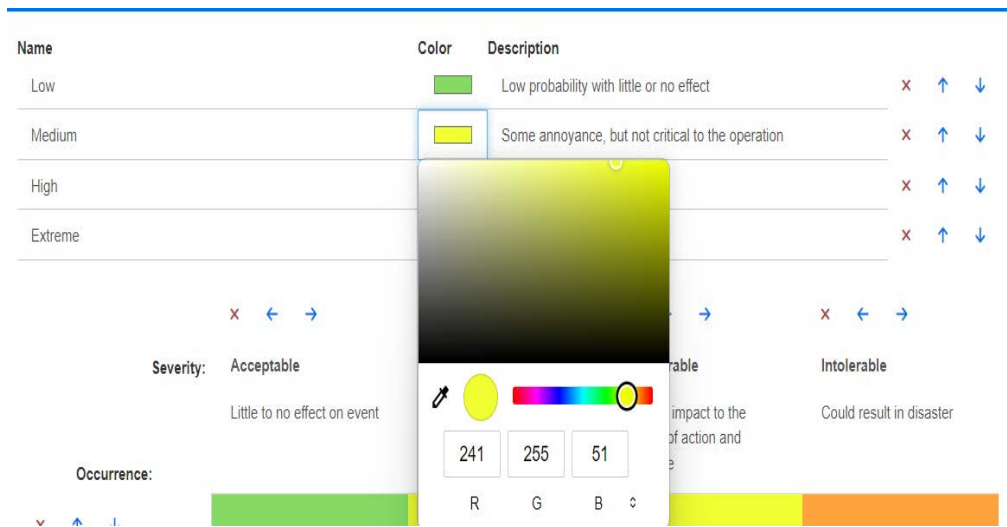 Name Color Description
Low Low probability with little or no effect
Medium Some annoyance, but not critical to the operation
High
Extreme
Severity: Acceptable rable Intolerable
Little to no effect on event impact to the Could result in disaster
of action and
e
Occurrence:
241 255 51
R G B